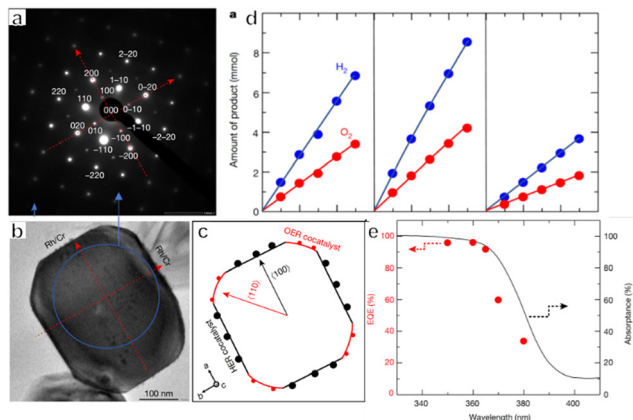 a
200
100
1-10
0-20
220
110
000
0-10
020
010
-100
-1-10
-2-20
-110
-200
-220
b
Rh/Cr
Rh/Cr
100 nm
c
OER cocatalyst
⟨100⟩
⟨110⟩
HER cocatalyst
a
c
b
a d
Amount of product (mmol)
8
6
4
2
0
H2
O2
e
EQE (%)
100
80
60
40
20
0
Absorptance (%)
100
80
60
40
20
0
340 360 380 400
Wavelength (nm)